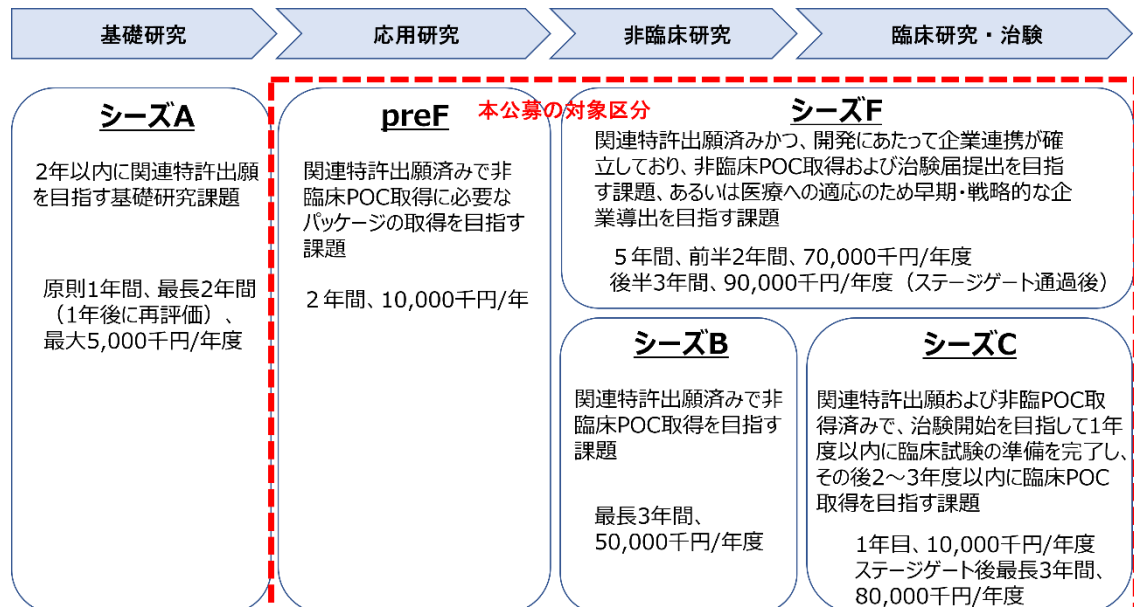 基礎研究
応用研究
非臨床研究
臨床研究・治験
本公募の対象区分
シーズA
2年以内に関連特許出願
を目指す基礎研究課題
原則1年間、最長2年間
（1年後に再評価）、
最大5,000千円/年度
preF
関連特許出願済みで非
臨床POC取得に必要な
パッケージの取得を目指す
課題
２年間、10,000千円/年
シーズF
関連特許出願済みかつ、開発にあたって企業連携が確
立しており、非臨床POC取得および治験届提出を目指
す課題、あるいは医療への適応のため早期・戦略的な企
業導出を目指す課題
５年間、前半2年間、70,000千円/年度
後半3年間、90,000千円/年度（ステージゲート通過後）
シーズB
関連特許出願済みで非
臨床POC取得を目指す
課題
最長3年間、
50,000千円/年度
シーズC
関連特許出願および非臨POC取
得済みで、治験開始を目指して1年
度以内に臨床試験の準備を完了し、
その後2～3年度以内に臨床POC
取得を目指す課題
1年目、10,000千円/年度
ステージゲート後最長3年間、
80,000千円/年度